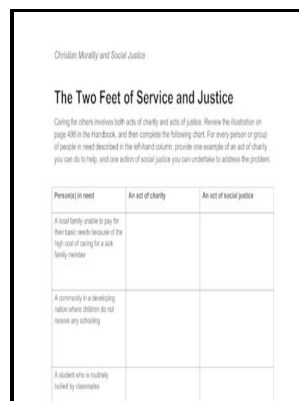 Christian Morality and Social Justice
The Two Feet of Service and Justice
Caring for others involves both acts of charity and acts of justice. Review the illustration on
page 498 in the Handbook, and then complete the following chart. For every person or group
of people in need described in the left-hand column, provide one example of an act of charity
you can do to help, and one action of social justice you can undertake to address the problem.
Person(s) in need An act of charity An act of social justice
A local family unable to pay for
their basic needs because of the
high cost of caring for a sick
family member
A community in a developing
nation where children do not
receive any schooling
A student who is routinely
bullied by classmates